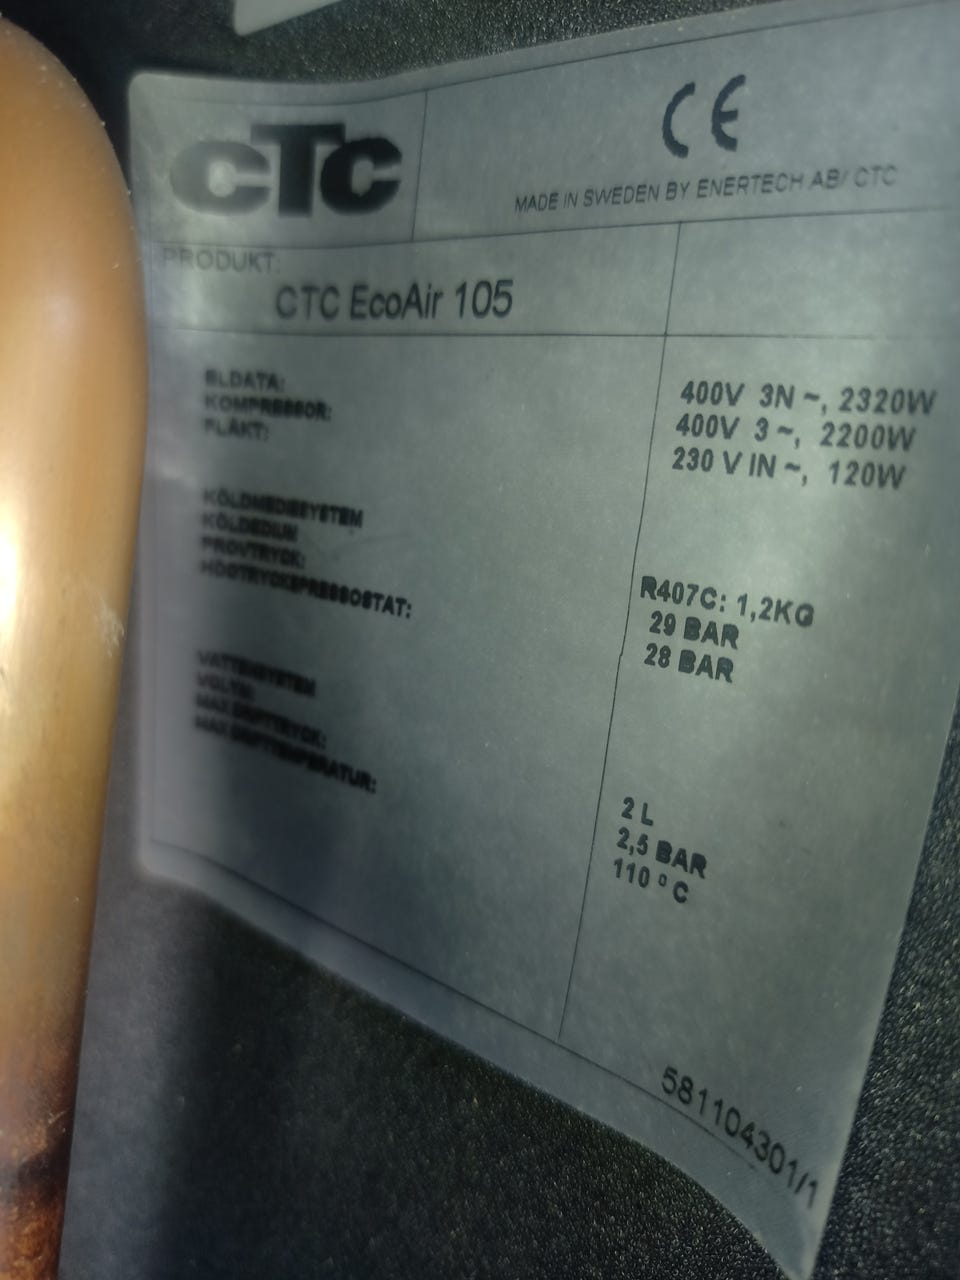 CTC
CE
MADE IN SWEDEN BY ENERTECH AB/ CTC
PRODUKT:
CTC EcoAir 105
ELDATA: 400V 3N ~, 2320W
KOMPRESSOR: 400V 3 ~, 2200W
FLÄKT: 230 V IN ~, 120W
KÖLDMEDIESYSTEM
KÖLDEDIUM R407C: 1,2KG
PROVTRYCK: 29 BAR
HÖGTRYCKSPRESSOSTAT: 28 BAR
VATTENSYSTEM
VOLYM: 2 L
MAX DRIFTTRYCK: 2,5 BAR
MAX DRIFTTEMPERATUR: 110 º C
581104301/1